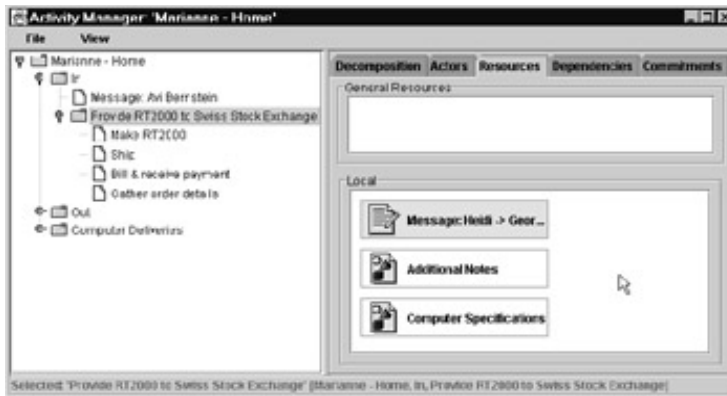 Activity Manager: 'Marianne - Home'
File View
Marianne - Home
In
Message: Avi Bernstein
Provide RT2000 to Swiss Stock Exchange
Make RT2000
Ship
Bill & receive payment
Gather order details
Out
Computer Deliveries
Decomposition Actors Resources Dependencies Commitments
General Resources
Local
Message: Heidi -> Geor...
Additional Notes
Computer Specifications
Selected: 'Provide RT2000 to Swiss Stock Exchange' [Marianne - Home, In, Provide RT2000 to Swiss Stock Exchange]